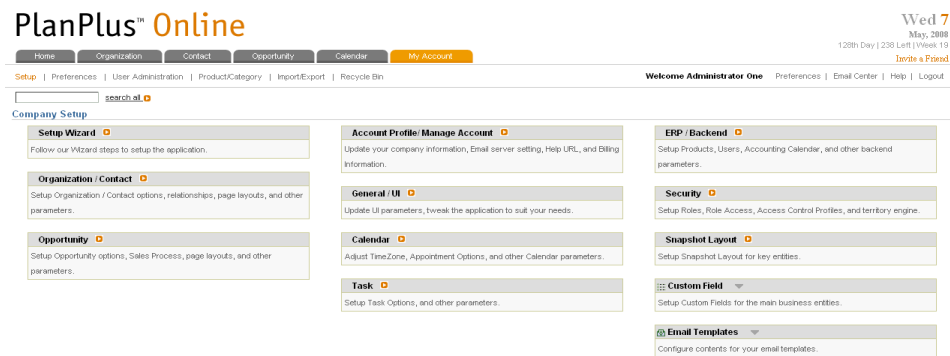 PlanPlus™ Online
Wed 7
May, 2008
128th Day | 238 Left | Week 19
Invite a Friend
Home Organization Contact Opportunity Calendar My Account
Setup | Preferences | User Administration | Product/Category | Import/Export | Recycle Bin
Welcome Administrator One Preferences | Email Center | Help | Logout
search all
Company Setup
Setup Wizard
Follow our Wizard steps to setup the application.
Organization / Contact
Setup Organization / Contact options, relationships, page layouts, and other
parameters.
Opportunity
Setup Opportunity options, Sales Process, page layouts, and other
parameters.
Account Profile/ Manage Account
Update your company information, Email server setting, Help URL, and Billing
Information.
General / UI
Update UI parameters, tweak the application to suit your needs.
Calendar
Adjust TimeZone, Appointment Options, and other Calendar parameters.
Task
Setup Task Options, and other parameters.
ERP / Backend
Setup Products, Users, Accounting Calendar, and other backend
parameters.
Security
Setup Roles, Role Access, Access Control Profiles, and territory engine.
Snapshot Layout
Setup Snapshot Layout for key entities.
Custom Field
Setup Custom Fields for the main business entities.
Email Templates
Configure contents for your email templates.